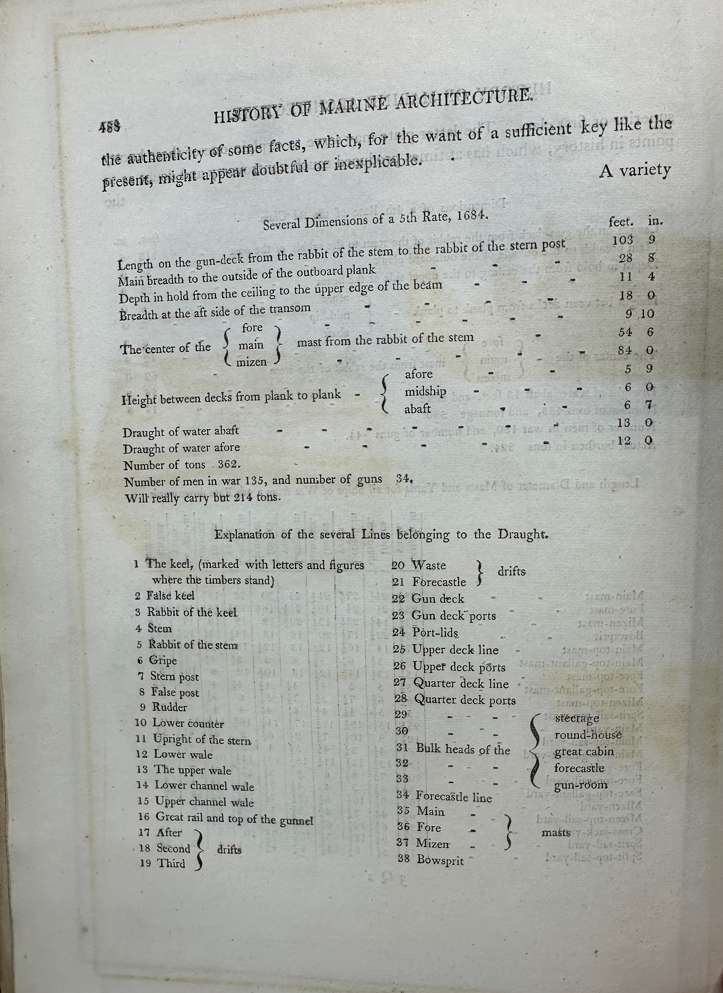 488
HISTORY OF MARINE ARCHITECTURE.
the authenticity of some facts, which, for the want of a sufficient key like the
present, might appear doubtful or inexplicable.
A variety
Several Dimensions of a 5th Rate, 1684.
feet. in.
Length on the gun-deck from the rabbit of the stem to the rabbit of the stern post 103 9
Main breadth to the outside of the outboard plank - - - 28 8
Depth in hold from the ceiling to the upper edge of the beam - - - 11 4
Breadth at the aft side of the transom - - - - 18 0
The center of the { fore } mast from the rabbit of the stem - - - - - - 9 10
main - 54 6
mizen - - - - 84 0
Height between decks from plank to plank - { afore - - 5 9
midship - - - 6 0
abaft - - 6 7
Draught of water abaft - - - - - - - 13 0
Draught of water afore - - - - - 12 0
Number of tons 362.
Number of men in war 135, and number of guns 34.
Will really carry but 214 tons.
Explanation of the several Lines belonging to the Draught.
1 The keel, (marked with letters and figures
where the timbers stand)
2 False keel
3 Rabbit of the keel
4 Stem
5 Rabbit of the stem
6 Gripe
7 Stern post
8 False post
9 Rudder
10 Lower counter
11 Upright of the stern
12 Lower wale
13 The upper wale
14 Lower channel wale
15 Upper channel wale
16 Great rail and top of the gunnel
17 After
18 Second } drifts
19 Third
20 Waste } drifts
21 Forecastle
22 Gun deck
23 Gun deck ports
24 Port-lids
25 Upper deck line
26 Upper deck ports
27 Quarter deck line
28 Quarter deck ports
29 - - - { steerage
30 - - round-house
31 Bulk heads of the great cabin
32 - - forecastle
33 - - gun-room
34 Forecastle line
35 Main -
36 Fore - } masts
37 Mizen -
38 Bowsprit